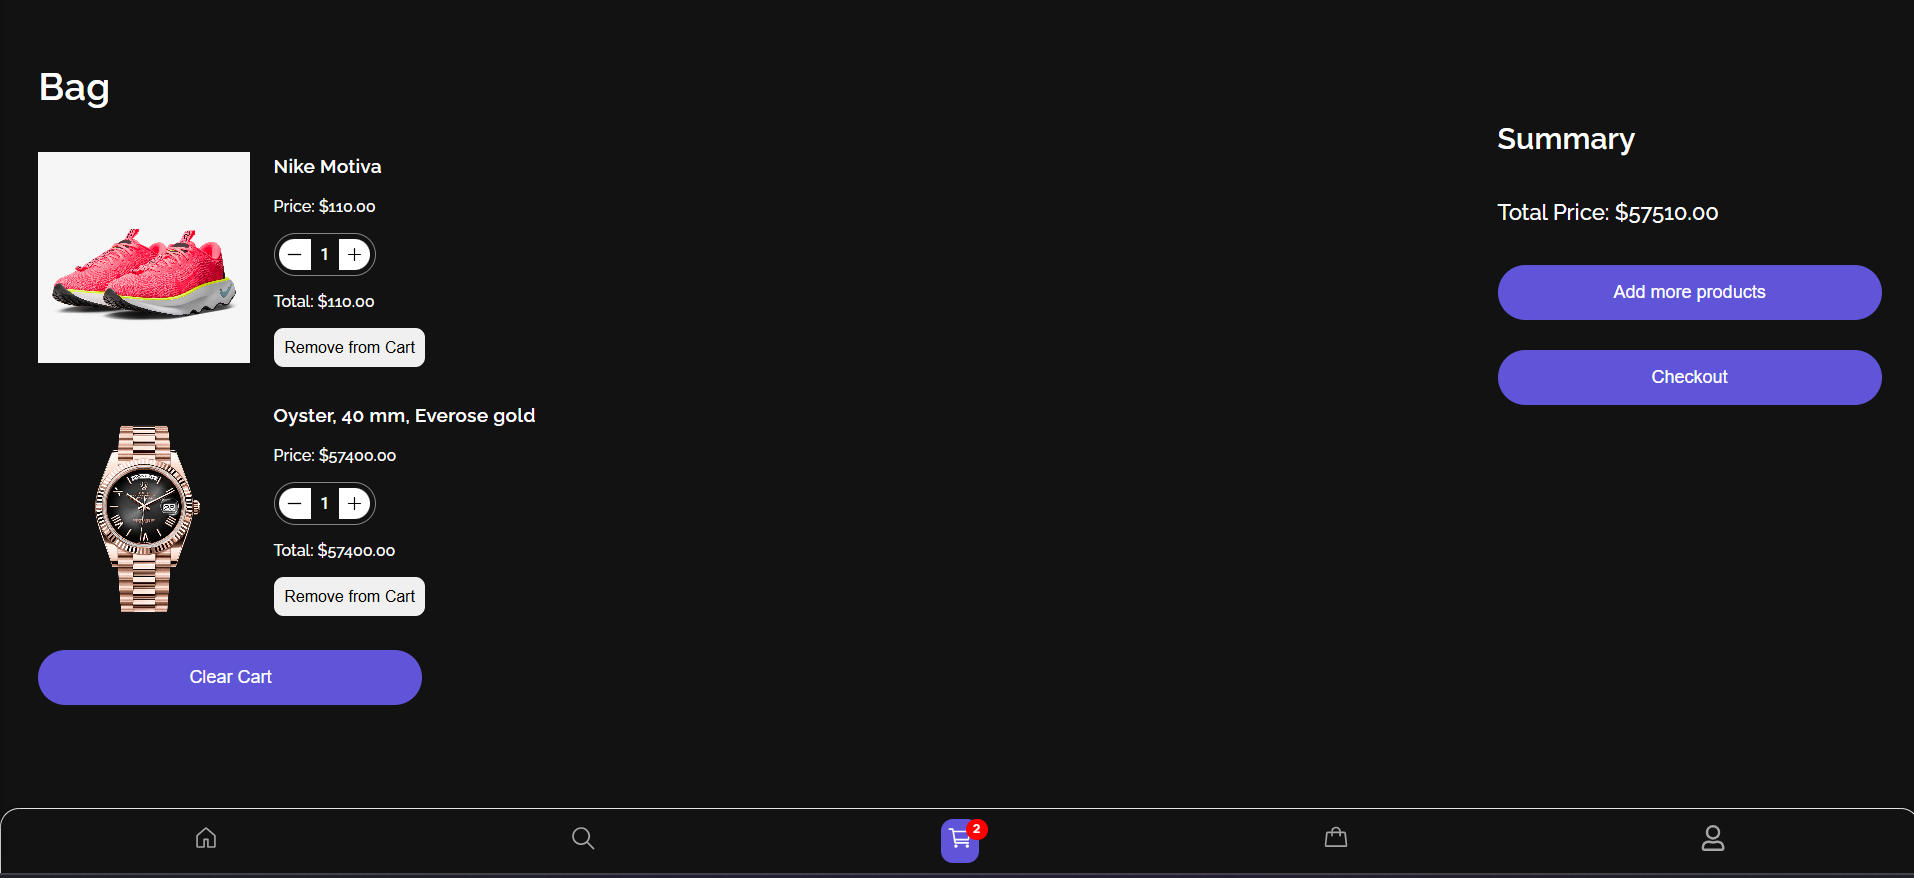 Bag
Nike Motiva
Price: $110.00
1
Total: $110.00
Remove from Cart
Oyster, 40 mm, Everose gold
Price: $57400.00
1
Total: $57400.00
Remove from Cart
Clear Cart
Summary
Total Price: $57510.00
Add more products
Checkout
2